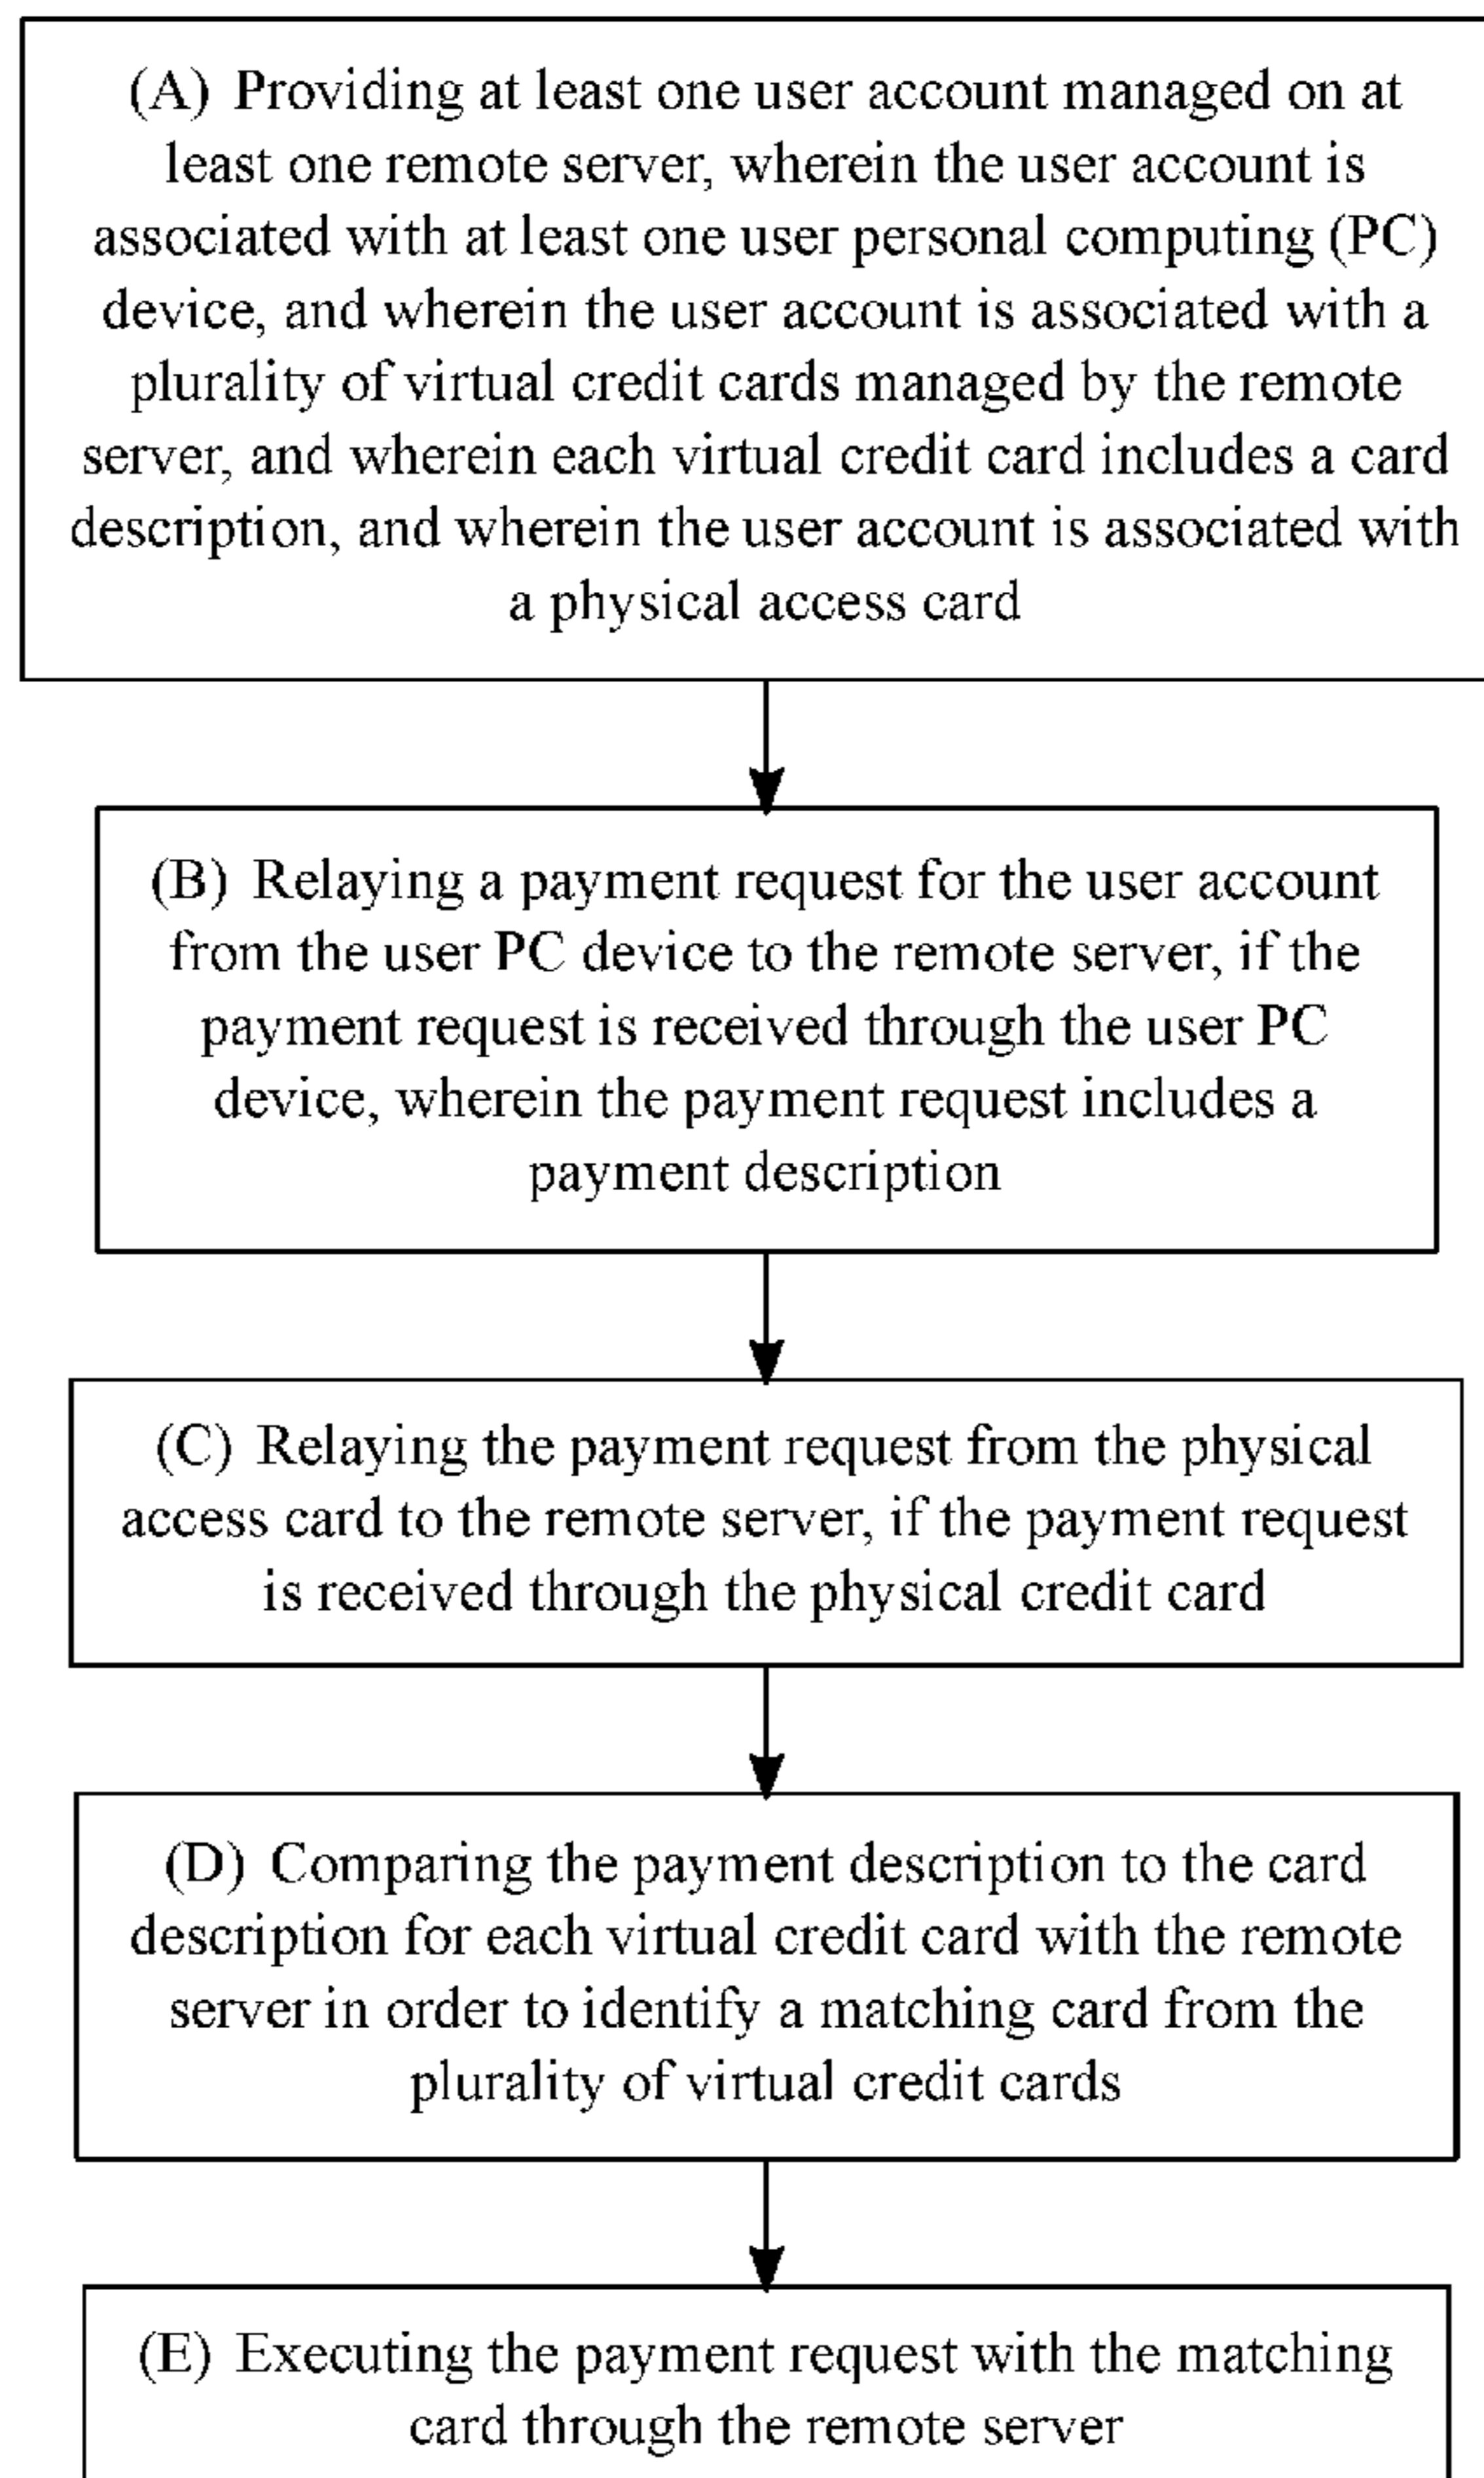 (A) Providing at least one user account managed on at
least one remote server, wherein the user account is
associated with at least one user personal computing (PC)
device, and wherein the user account is associated with a
plurality of virtual credit cards managed by the remote
server, and wherein each virtual credit card includes a card
description, and wherein the user account is associated with
a physical access card
(B) Relaying a payment request for the user account
from the user PC device to the remote server, if the
payment request is received through the user PC
device, wherein the payment request includes a
payment description
(C) Relaying the payment request from the physical
access card to the remote server, if the payment request
is received through the physical credit card
(D) Comparing the payment description to the card
description for each virtual credit card with the remote
server in order to identify a matching card from the
plurality of virtual credit cards
(E) Executing the payment request with the matching
card through the remote server